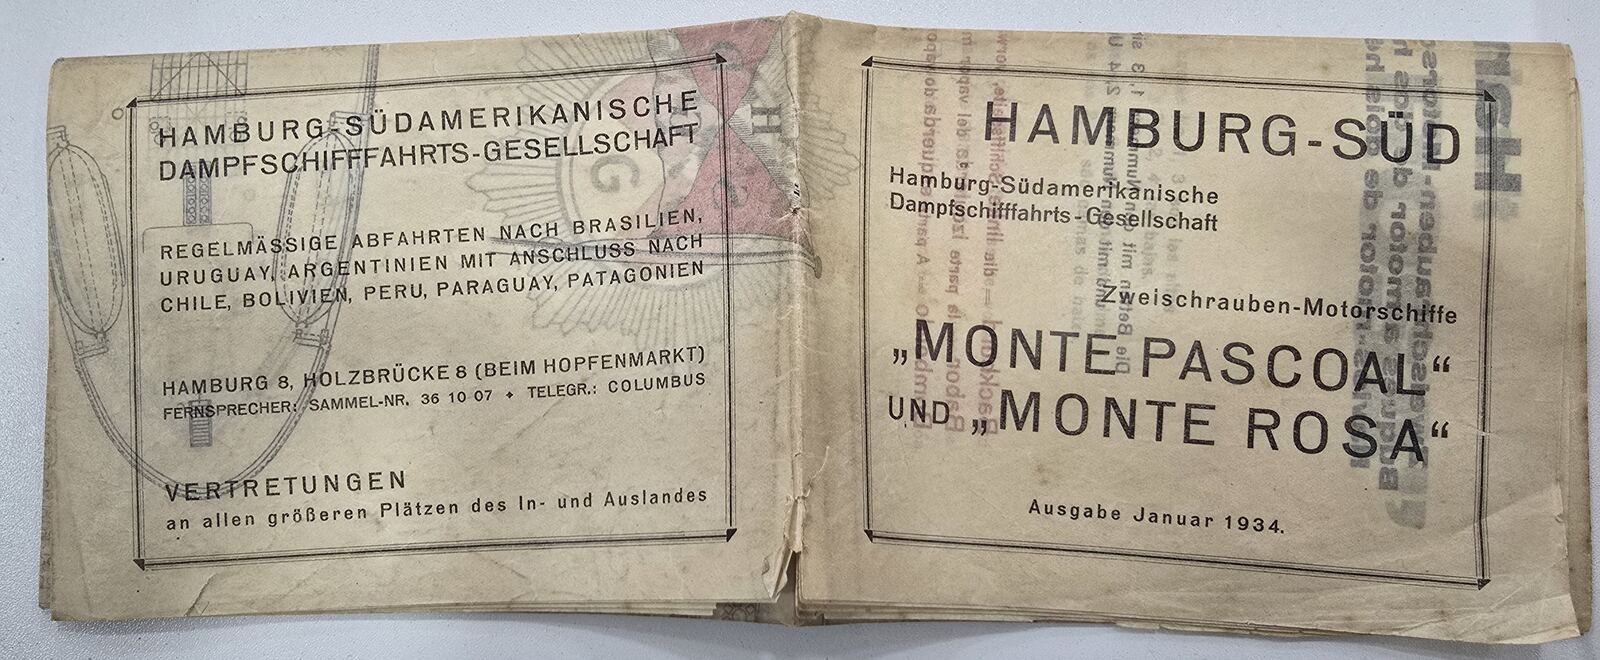 HAMBURG-SÜDAMERIKANISCHE
DAMPFSCHIFFFAHRTS-GESELLSCHAFT
REGELMÄSSIGE ABFAHRTEN NACH BRASILIEN,
URUGUAY, ARGENTINIEN MIT ANSCHLUSS NACH
CHILE, BOLIVIEN, PERU, PARAGUAY, PATAGONIEN
HAMBURG 8, HOLZBRÜCKE 8 (BEIM HOPFENMARKT)
FERNSPRECHER: SAMMEL-NR. 36 10 07 ⬥ TELEGR.: COLUMBUS
VERTRETUNGEN
an allen größeren Plätzen des In- und Auslandes
HAMBURG-SÜD
Hamburg-Südamerikanische
Dampfschifffahrts-Gesellschaft
Zweischrauben-Motorschiffe
„MONTE PASCOAL“
UND „MONTE ROSA“
Ausgabe Januar 1934.